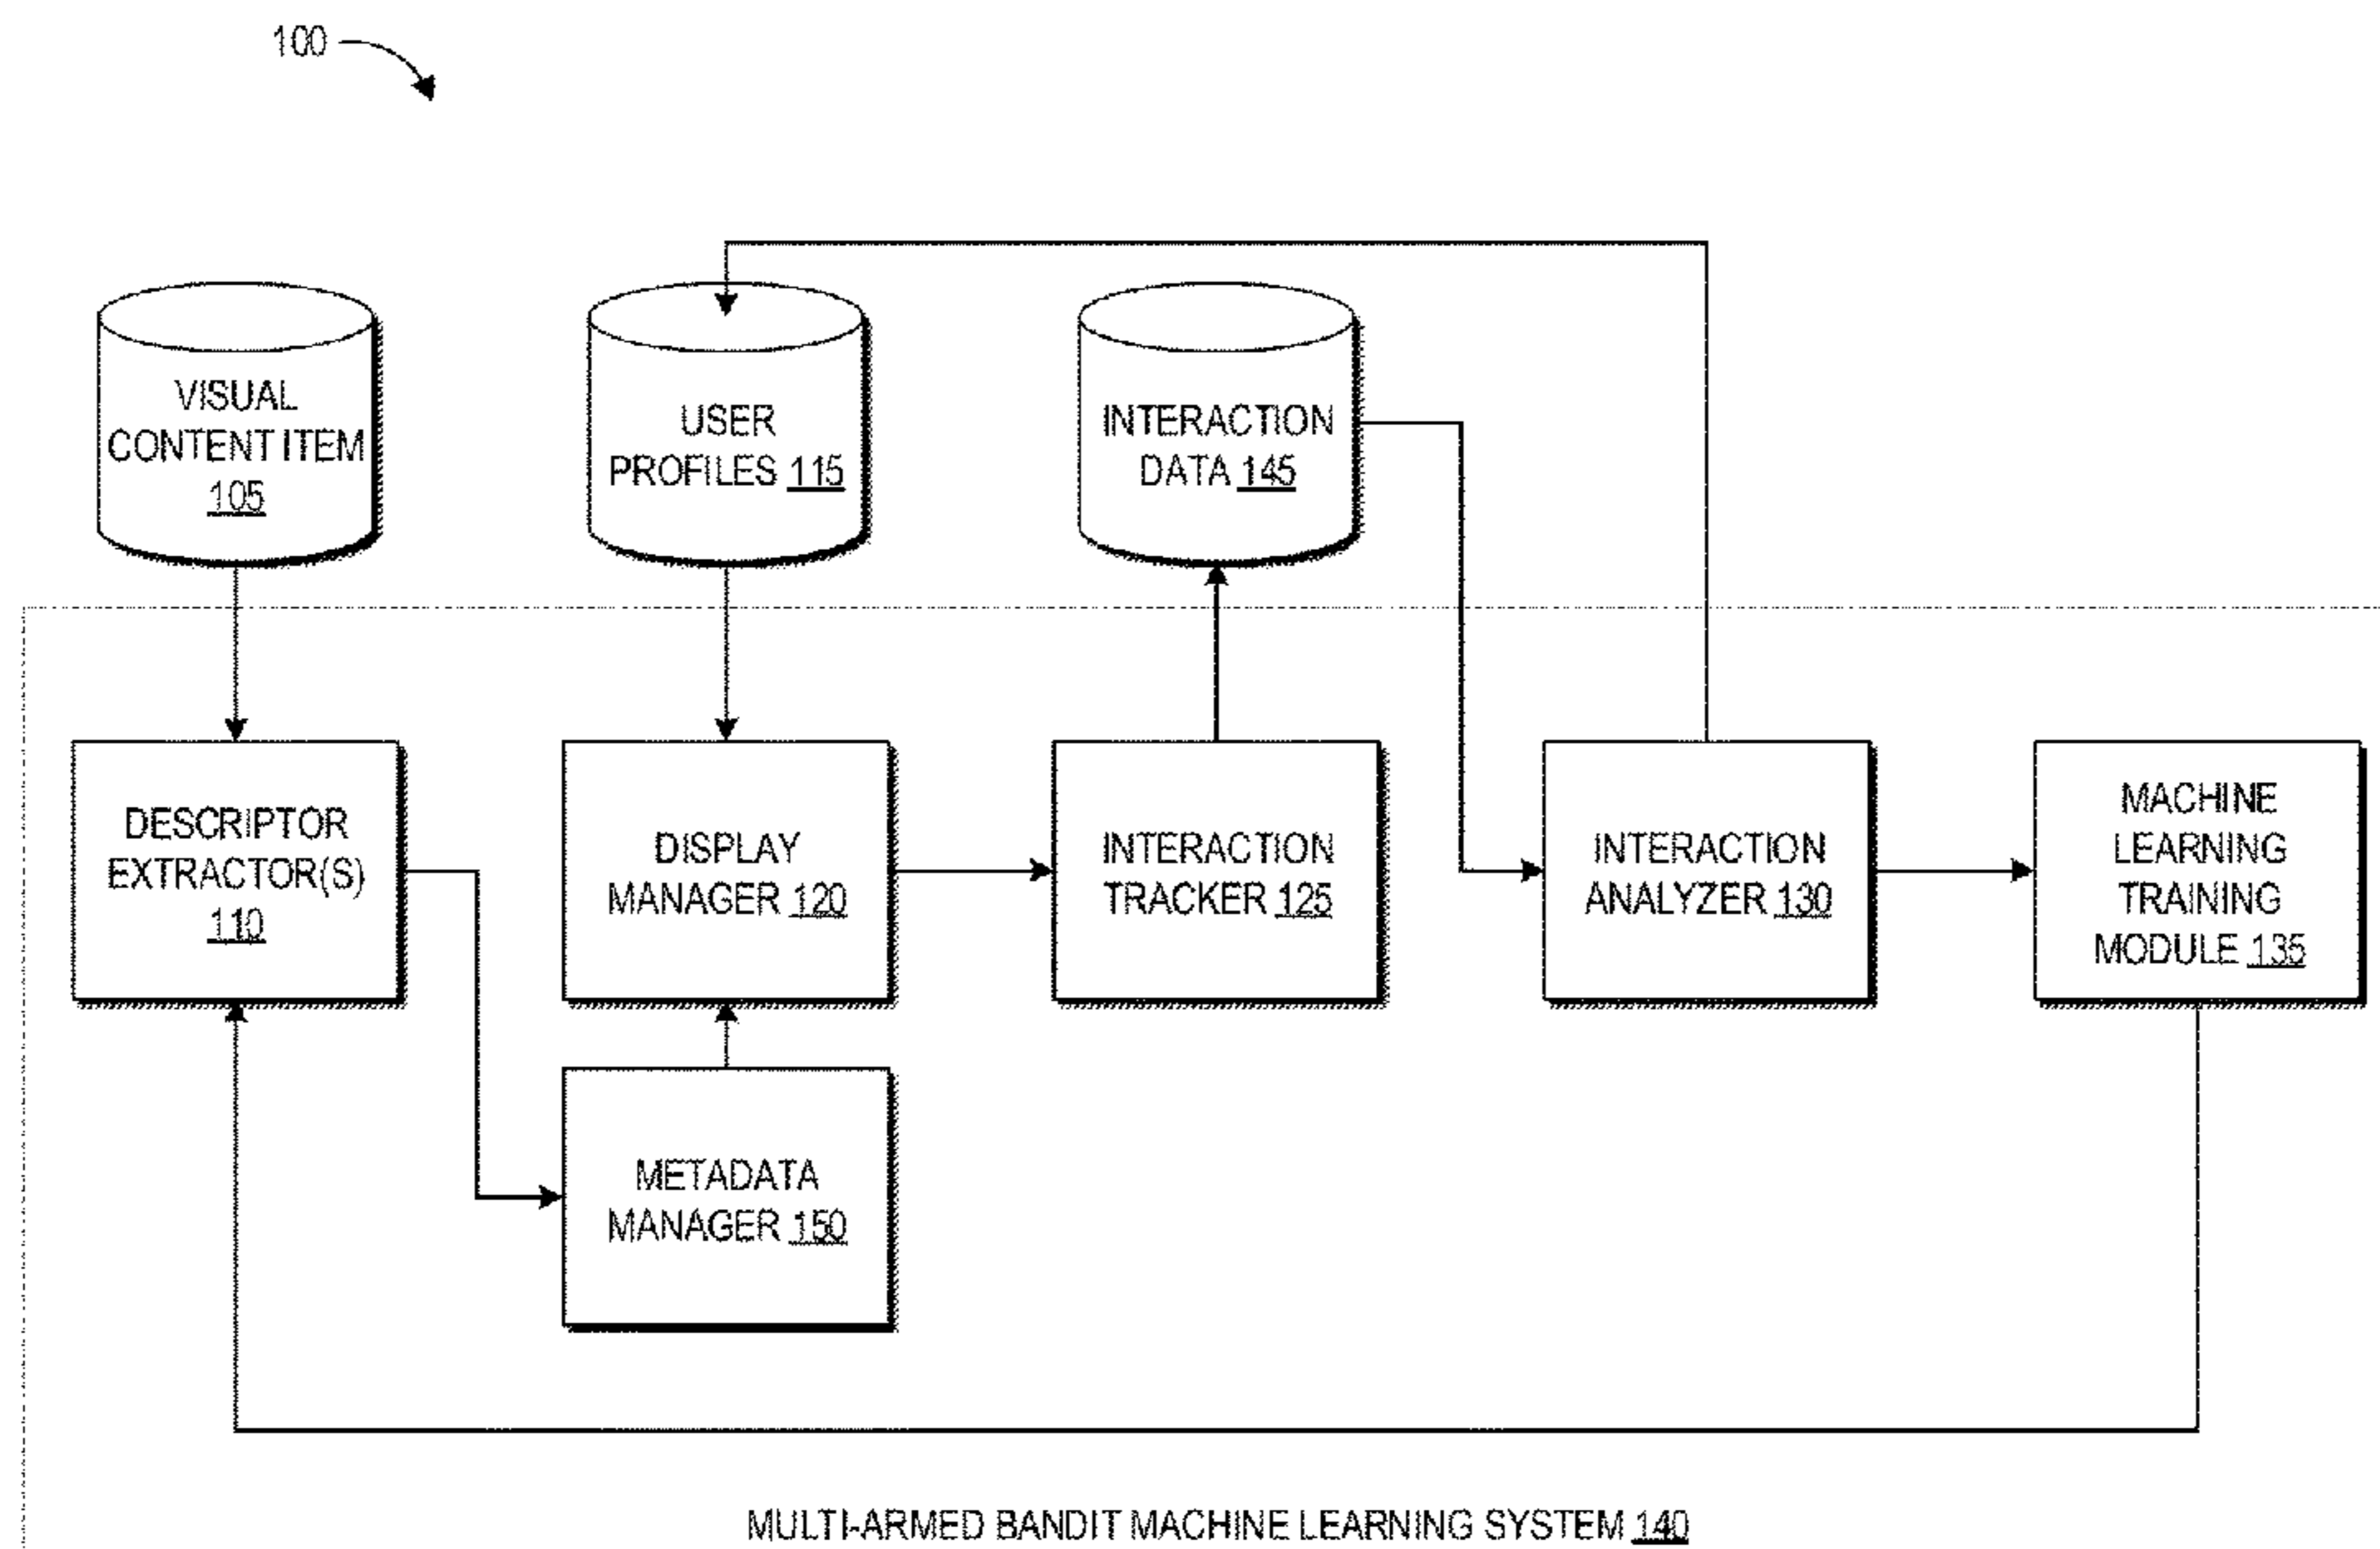 100
VISUAL
CONTENT ITEM
105
USER
PROFILES 115
INTERACTION
DATA 145
DESCRIPTOR
EXTRACTOR(S)
110
DISPLAY
MANAGER 120
INTERACTION
TRACKER 125
INTERACTION
ANALYZER 130
MACHINE
LEARNING
TRAINING
MODULE 135
METADATA
MANAGER 150
MULTI-ARMED BANDIT MACHINE LEARNING SYSTEM 140